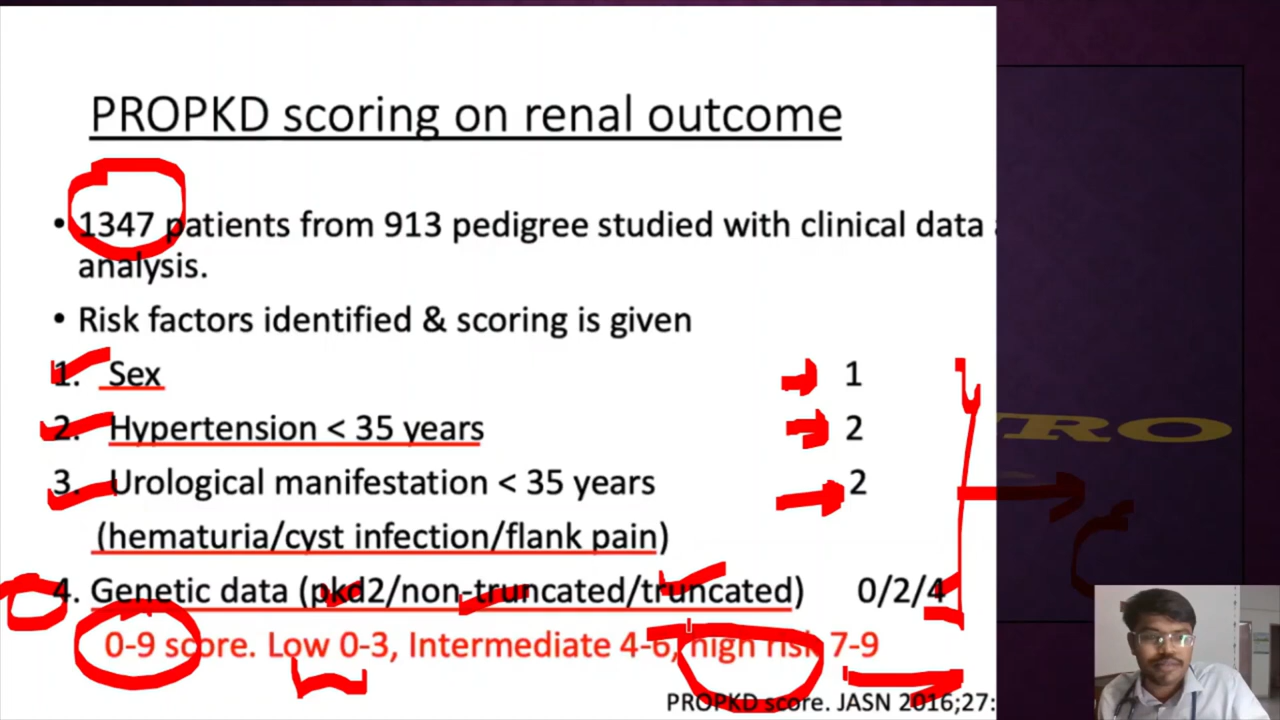 PROPKD scoring on renal outcome
• 1347 patients from 913 pedigree studied with clinical data
analysis.
• Risk factors identified & scoring is given
1. Sex 1
2. Hypertension < 35 years 2
3. Urological manifestation < 35 years 2
(hematuria/cyst infection/flank pain)
4. Genetic data (pkd2/non-truncated/truncated) 0/2/4
0-9 score. Low 0-3, Intermediate 4-6, high risk 7-9
PROPKD score. JASN 2016;27: